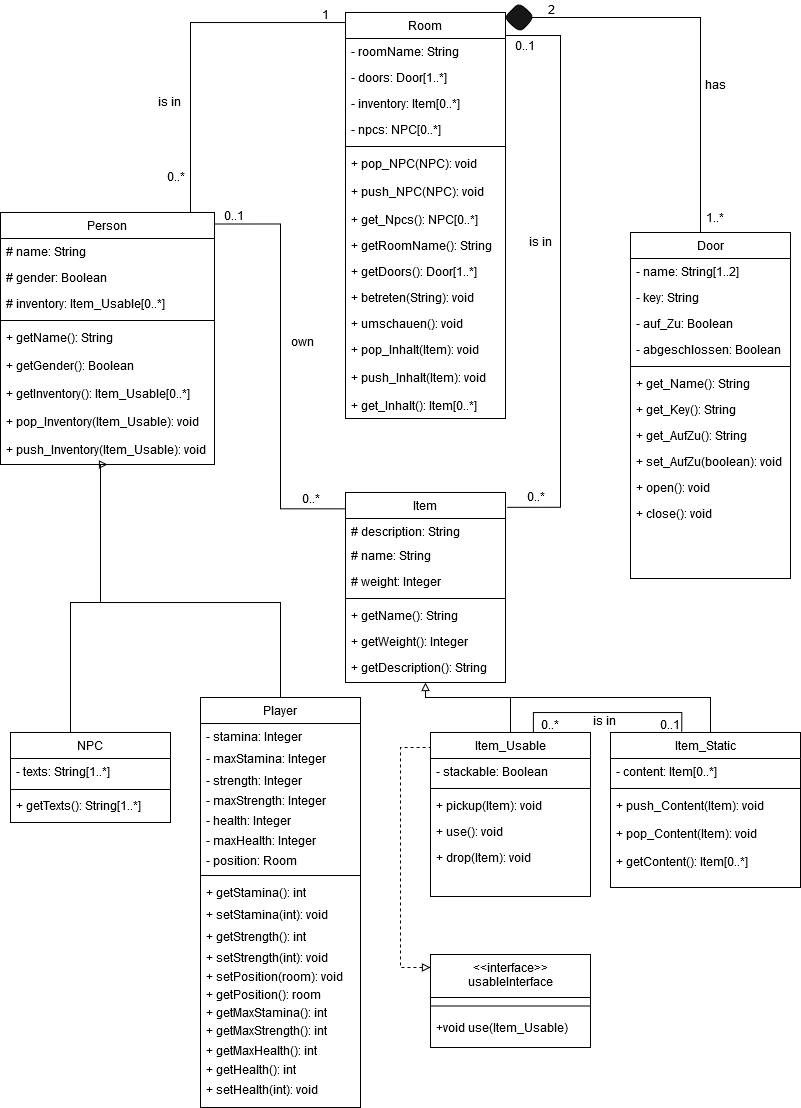 1
Room
2
0..1
- roomName: String
- doors: Door[1..*]
- inventory: Item[0..*]
- npcs: NPC[0..*]
has
is in
+ pop_NPC(NPC): void
+ push_NPC(NPC): void
+ get_Npcs(): NPC[0..*]
+ getRoomName(): String
+ getDoors(): Door[1..*]
+ betreten(String): void
+ umschauen(): void
+ pop_Inhalt(Item): void
+ push_Inhalt(Item): void
+ get_Inhalt(): Item[0..*]
0..*
0..1
is in
1..*
Person
# name: String
# gender: Boolean
# inventory: Item_Usable[0..*]
+ getName(): String
+ getGender(): Boolean
+ getInventory(): Item_Usable[0..*]
+ pop_Inventory(Item_Usable): void
+ push_Inventory(Item_Usable): void
own
Door
- name: String[1..2]
- key: String
- auf_Zu: Boolean
- abgeschlossen: Boolean
+ get_Name(): String
+ get_Key(): String
+ get_AufZu(): String
+ set_AufZu(boolean): void
+ open(): void
+ close(): void
0..*
0..*
Item
# description: String
# name: String
# weight: Integer
+ getName(): String
+ getWeight(): Integer
+ getDescription(): String
NPC
- texts: String[1..*]
+ getTexts(): String[1..*]
Player
- stamina: Integer
- maxStamina: Integer
- strength: Integer
- maxStrength: Integer
- health: Integer
- maxHealth: Integer
- position: Room
+ getStamina(): int
+ setStamina(int): void
+ getStrength(): int
+ setStrength(int): void
+ setPosition(room): void
+ getPosition(): room
+ getMaxStamina(): int
+ getMaxStrength(): int
+ getMaxHealth(): int
+ getHealth(): int
+ setHealth(int): void
0..*
is in
0..1
Item_Usable
- stackable: Boolean
+ pickup(Item): void
+ use(): void
+ drop(Item): void
Item_Static
- content: Item[0..*]
+ push_Content(Item): void
+ pop_Content(Item): void
+ getContent(): Item[0..*]
<<interface>>
usableInterface
+void use(Item_Usable)